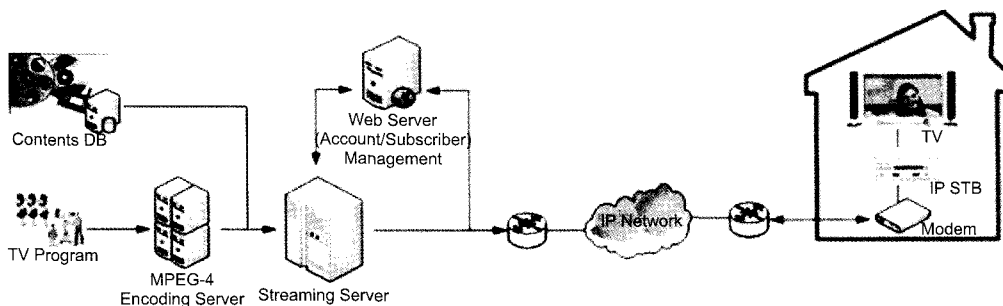 Contents DB
Web Server
(Account/Subscriber)
Management
TV
IP STB
Modem
IP Network
TV Program
MPEG-4
Encoding Server
Streaming Server